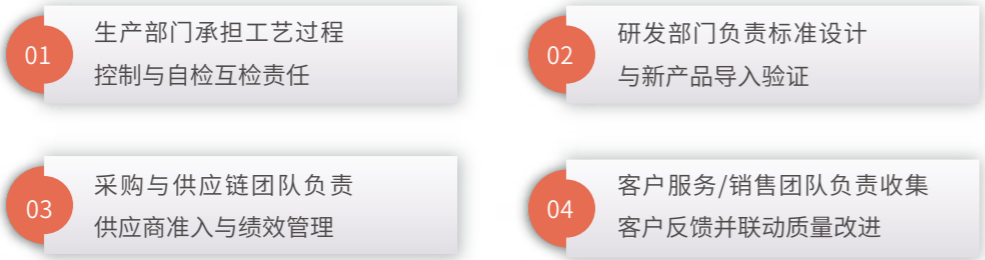 01
生产部门承担工艺过程
控制与自检互检责任
02
研发部门负责标准设计
与新产品导入验证
03
采购与供应链团队负责
供应商准入与绩效管理
04
客户服务/销售团队负责收集
客户反馈并联动质量改进